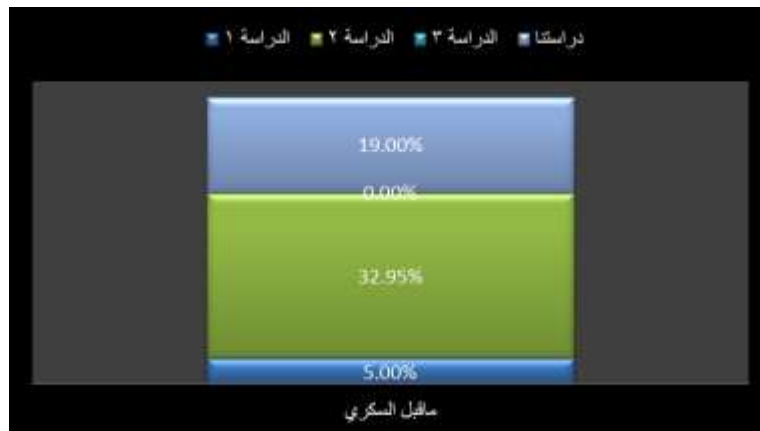 الدراسة ١ الدراسة ٢ الدراسة ٣ دراستنا
19.00%
0.00%
32.95%
5.00%
ماقبل السكري